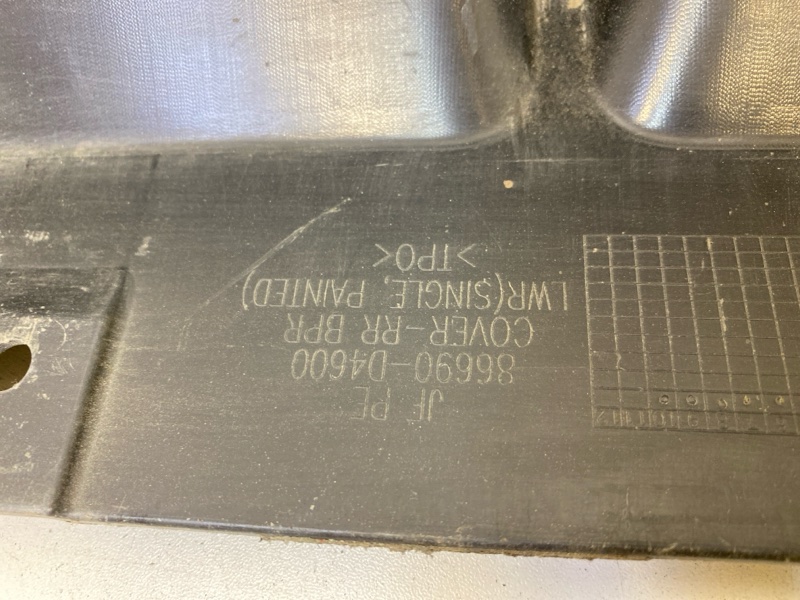 JF PE
86690-D4600
COVER-RR BPR
LWR(SINGLE, PAINTED)
>TPO<